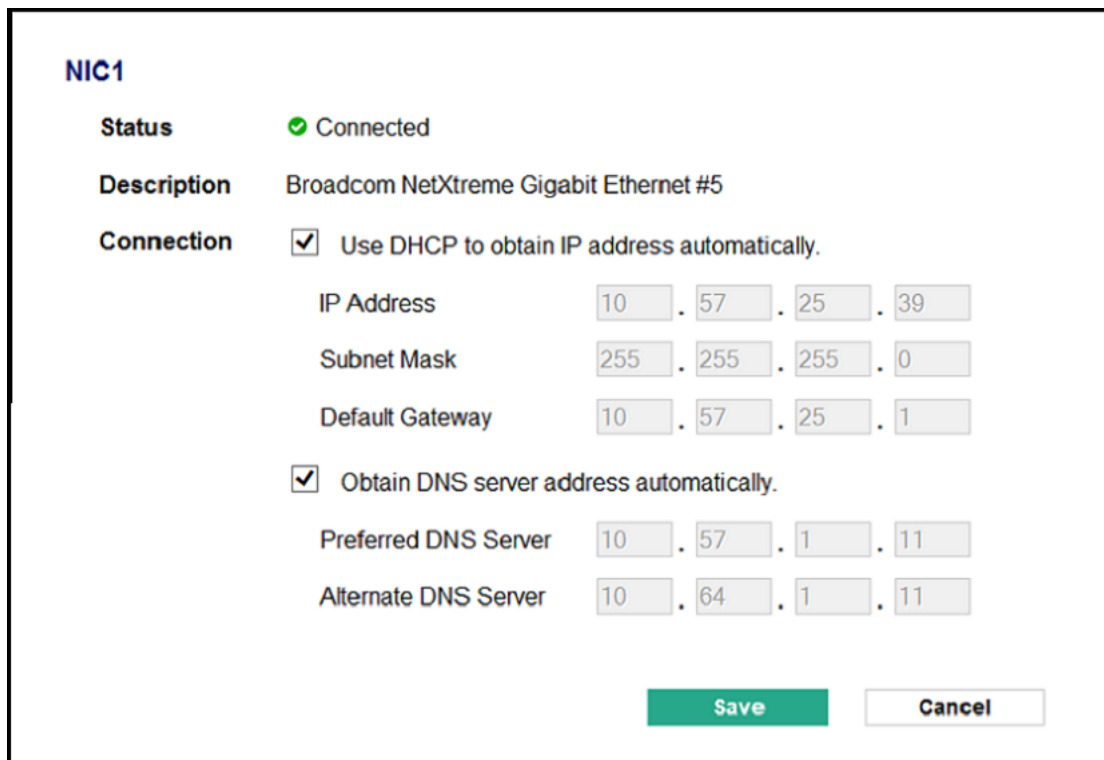 NIC1
Status Connected
Description Broadcom NetXtreme Gigabit Ethernet #5
Connection Use DHCP to obtain IP address automatically.
IP Address 10 . 57 . 25 . 39
Subnet Mask 255 . 255 . 255 . 0
Default Gateway 10 . 57 . 25 . 1
Obtain DNS server address automatically.
Preferred DNS Server 10 . 57 . 1 . 11
Alternate DNS Server 10 . 64 . 1 . 11
Save Cancel